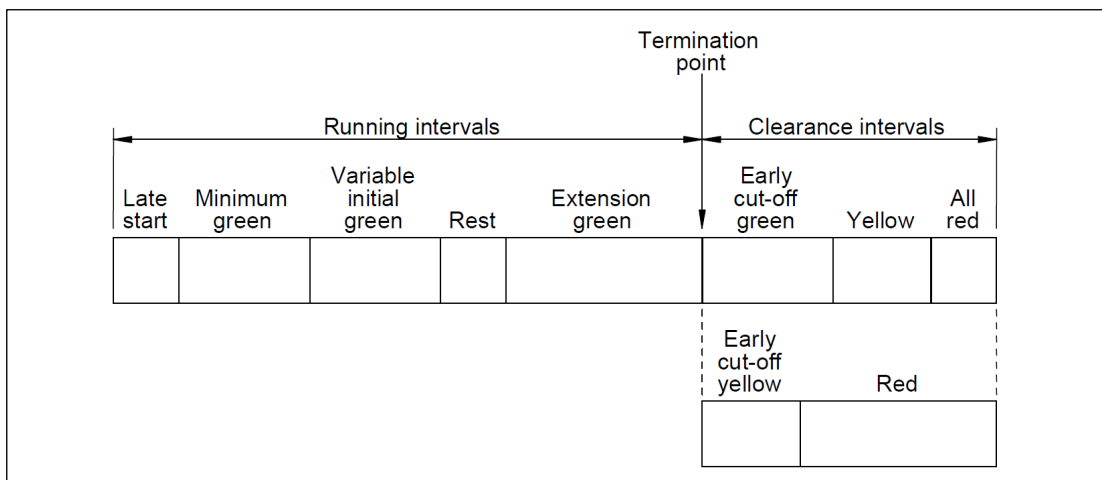 Termination
point
Running intervals
Clearance intervals
Late
start
Minimum
green
Variable
initial
green
Rest
Extension
green
Early
cut-off
green
Yellow
All
red
Early
cut-off
yellow
Red